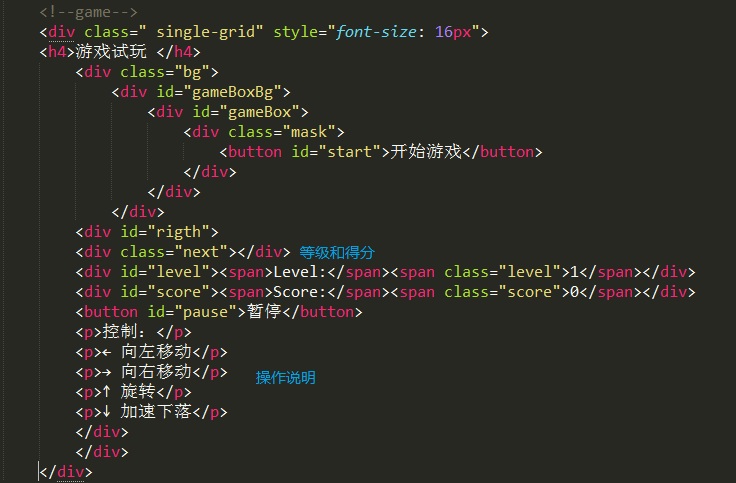 <!--game-->
<div class=" single-grid" style="font-size: 16px">
<h4>游戏试玩 </h4>
<div class="bg">
<div id="gameBoxBg">
<div id="gameBox">
<div class="mask">
<button id="start">开始游戏</button>
</div>
</div>
</div>
<div id="rigth">
<div class="next"></div> 等级和得分
<div id="level"><span>Level:</span><span class="level">1</span></div>
<div id="score"><span>Score:</span><span class="score">0</span></div>
<button id="pause">暂停</button>
<p>控制：</p>
<p>← 向左移动</p>
<p>→ 向右移动</p> 操作说明
<p>↑ 旋转</p>
<p>↓ 加速下落</p>
</div>
</div>
</div>